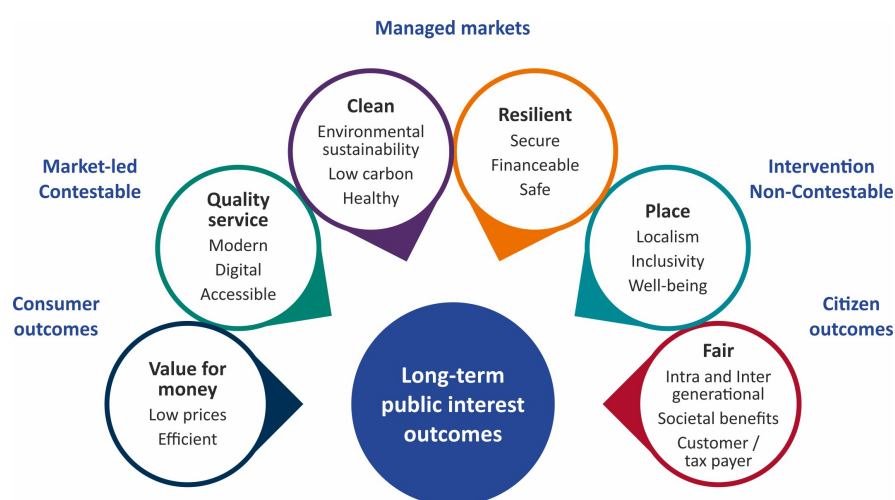 Managed markets
Market-led
Contestable
Intervention
Non-Contestable
Consumer
outcomes
Citizen
outcomes
Value for
money
Low prices
Efficient
Quality
service
Modern
Digital
Accessible
Clean
Environmental
sustainability
Low carbon
Healthy
Resilient
Secure
Financeable
Safe
Place
Localism
Inclusivity
Well-being
Fair
Intra and Inter
generational
Societal benefits
Customer /
tax payer
Long-term
public interest
outcomes